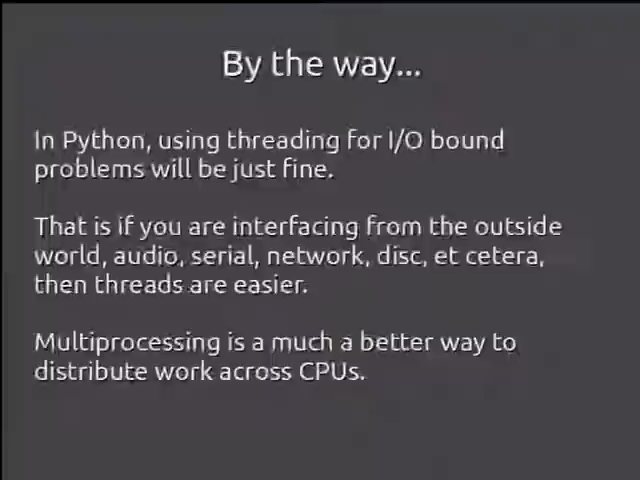 By the way...
In Python, using threading for I/O bound
problems will be just fine.
That is if you are interfacing from the outside
world, audio, serial, network, disc, et cetera,
then threads are easier.
Multiprocessing is a much a better way to
distribute work across CPUs.